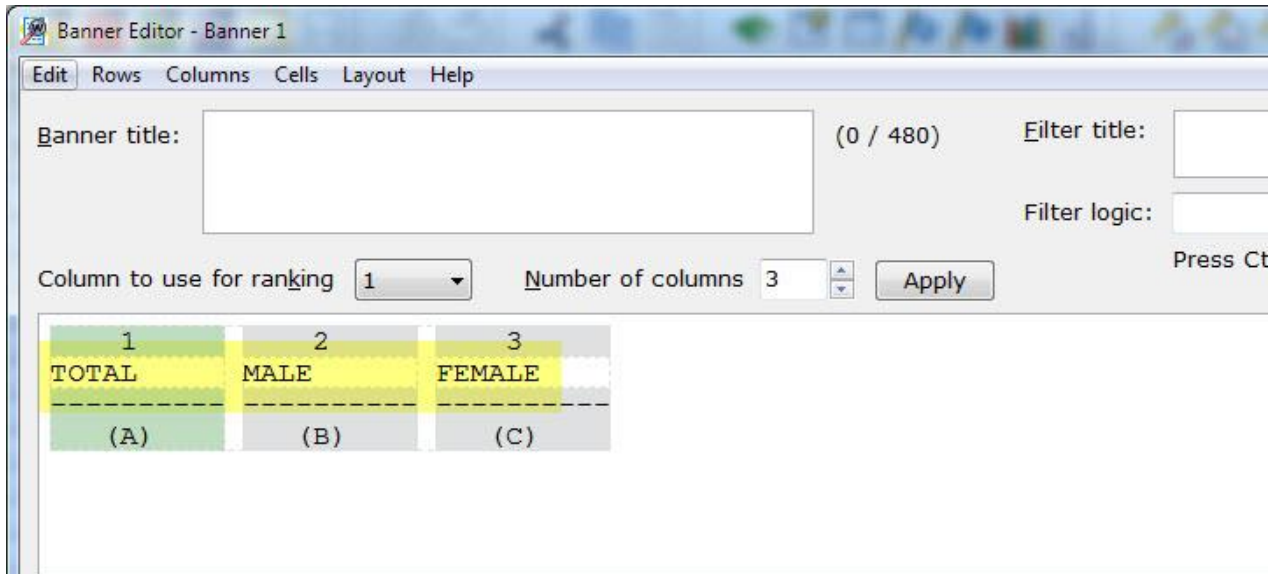 Banner Editor - Banner 1
Edit Rows Columns Cells Layout Help
Banner title: (0 / 480) Filter title:
Filter logic:
Column to use for ranking 1 Number of columns 3 Apply Press Ct
1 2 3
TOTAL MALE FEMALE
---------- ---------- ----------
(A) (B) (C)